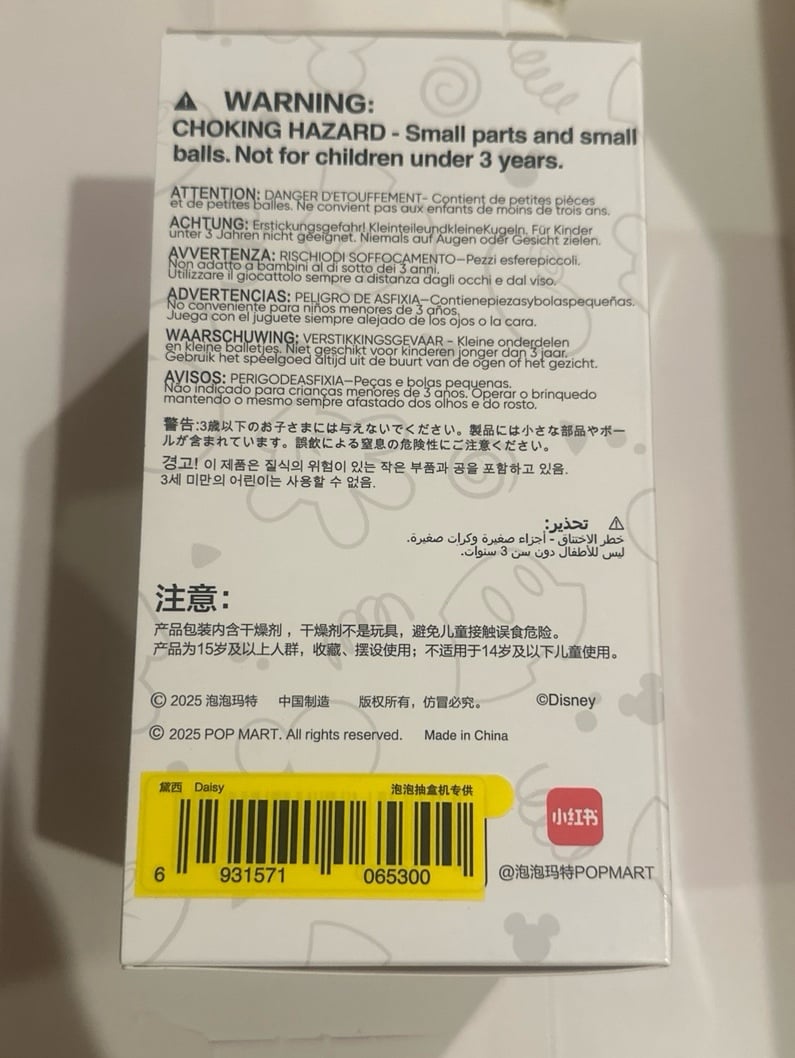 ⚠ WARNING:
CHOKING HAZARD - Small parts and small
balls. Not for children under 3 years.
ATTENTION: DANGER D'ETOUFFEMENT- Contient de petites pièces
et de petites balles. Ne convient pas aux enfants de moins de trois ans.
ACHTUNG: Erstickungsgefahr! KleinteileundkleineKugeln. Für Kinder
unter 3 Jahren nicht geeignet. Niemals auf Augen oder Gesicht zielen.
AVVERTENZA: RISCHIODI SOFFOCAMENTO—Pezzi esferepiccoli.
Non adatto a bambini al di sotto dei 3 anni.
Utilizzare il giocattolo sempre a distanza dagli occhi e dal viso.
ADVERTENCIAS: PELIGRO DE ASFIXIA—Contienepiezasybolaspequeñas.
No conveniente para niños menores de 3 años.
Juega con el juguete siempre alejado de los ojos o la cara.
WAARSCHUWING: VERSTIKKINGSGEVAAR - Kleine onderdelen
en kleine balletjes. Niet geschikt voor kinderen jonger dan 3 jaar.
Gebruik het speelgoed altijd uit de buurt van de ogen of het gezicht.
AVISOS: PERIGODEASFIXIA—Peças e bolas pequenas.
Não indicado para crianças menores de 3 anos. Operar o brinquedo
mantendo o mesmo sempre afastado dos olhos e do rosto.
警告:3歳以下のお子さまには与えないでください。製品には小さな部品やボー
ルが含まれています。誤飲による窒息の危険性にご注意ください。
경고! 이 제품은 질식의 위험이 있는 작은 부품과 공을 포함하고 있음.
3세 미만의 어린이는 사용할 수 없음.
⚠ تحذير:
خطر الاختناق - أجزاء صغيرة وكرات صغيرة.
ليس للأطفال دون سن 3 سنوات.
注意：
产品包装内含干燥剂，干燥剂不是玩具，避免儿童接触误食危险。
产品为15岁及以上人群，收藏、摆设使用；不适用于14岁及以下儿童使用。
© 2025 泡泡玛特 中国制造 版权所有，仿冒必究。 ©Disney
© 2025 POP MART. All rights reserved. Made in China
黛西 Daisy 泡泡抽盒机专供
6 931571 065300
小红书
@泡泡玛特POPMART